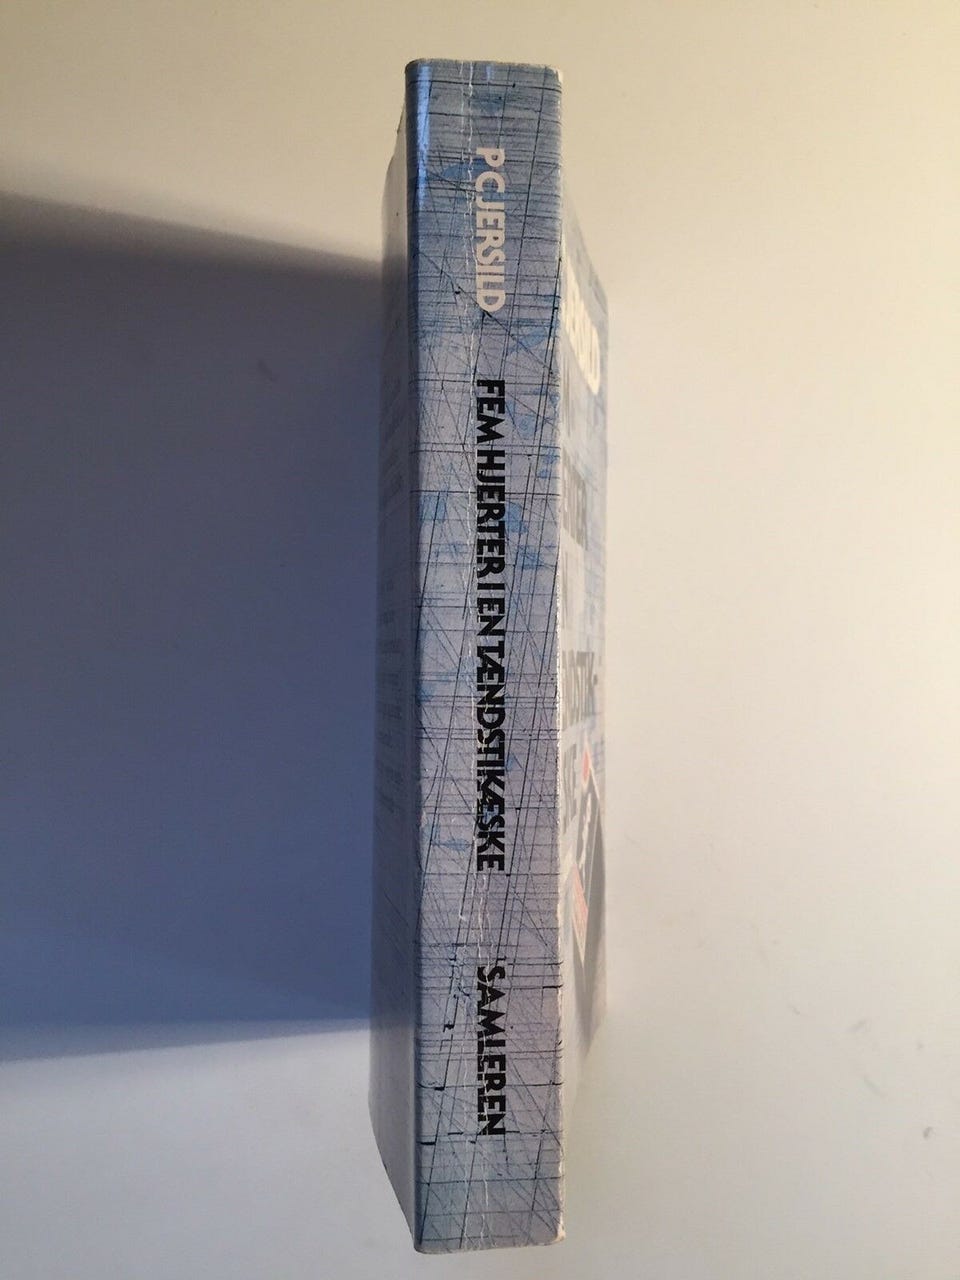 P C JERSILD
FEM HJERTER I EN TÆNDSTIKÆSKE
SAMLEREN